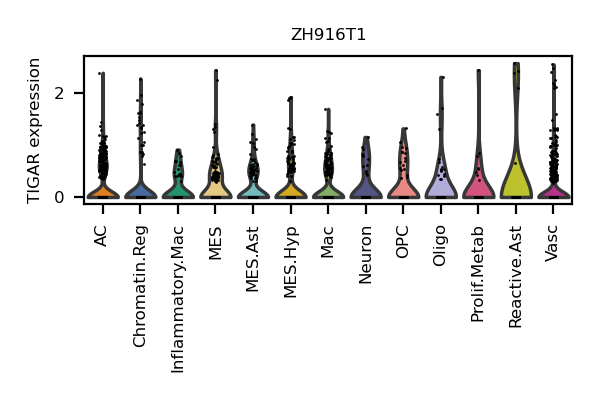 ZH916T1
TIGAR expression
2
0
AC
Chromatin.Reg
Inflammatory.Mac
MES
MES.Ast
MES.Hyp
Mac
Neuron
OPC
Oligo
Prolif.Metab
Reactive.Ast
Vasc